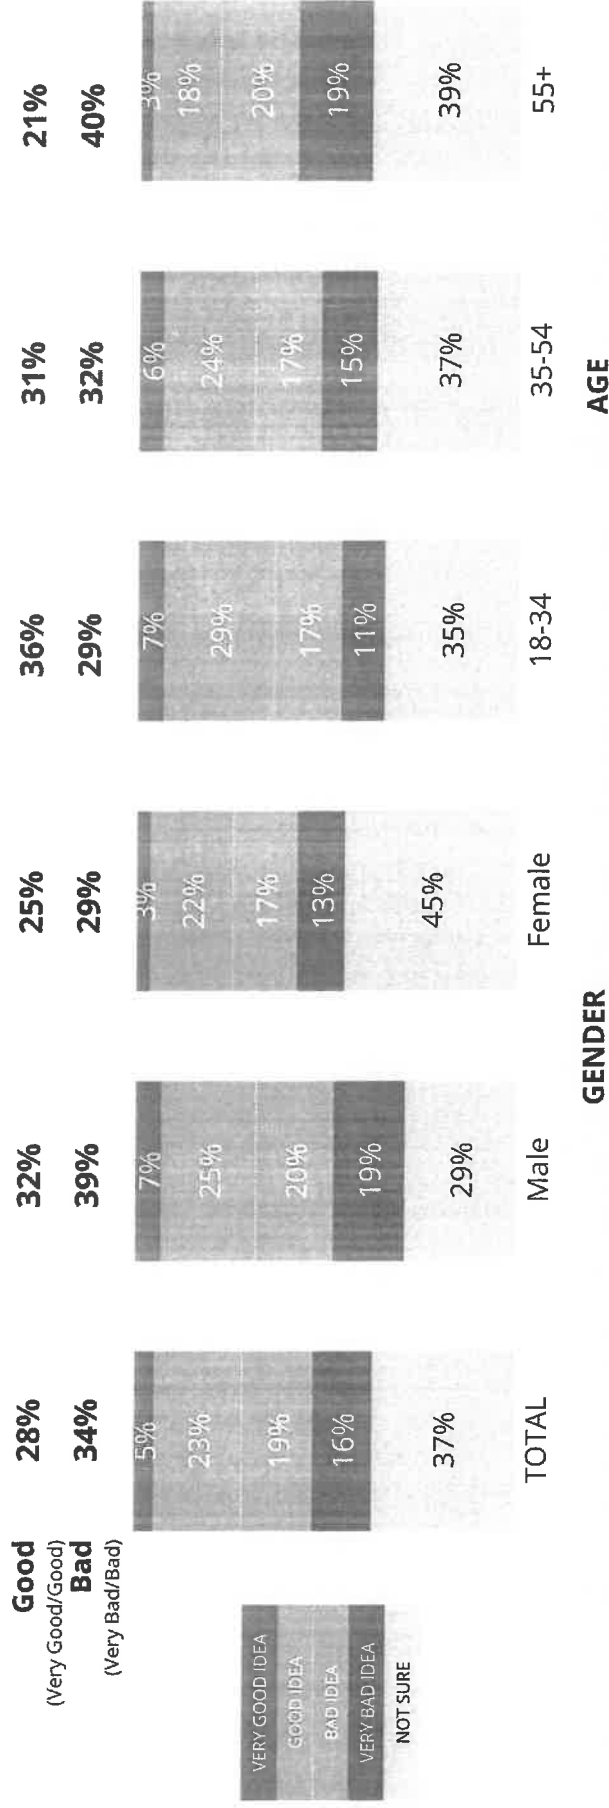 Good 28% 32% 25% 36% 31% 21%
(Very Good/Good)
Bad 34% 39% 29% 29% 32% 40%
(Very Bad/Bad)
VERY GOOD IDEA
GOOD IDEA
BAD IDEA
VERY BAD IDEA
NOT SURE
5% 7% 3% 7% 6% 3%
23% 25% 22% 29% 24% 18%
19% 20% 17% 17% 17% 20%
16% 19% 13% 11% 15% 19%
37% 29% 45% 35% 37% 39%
TOTAL Male Female 18-34 35-54 55+
GENDER AGE